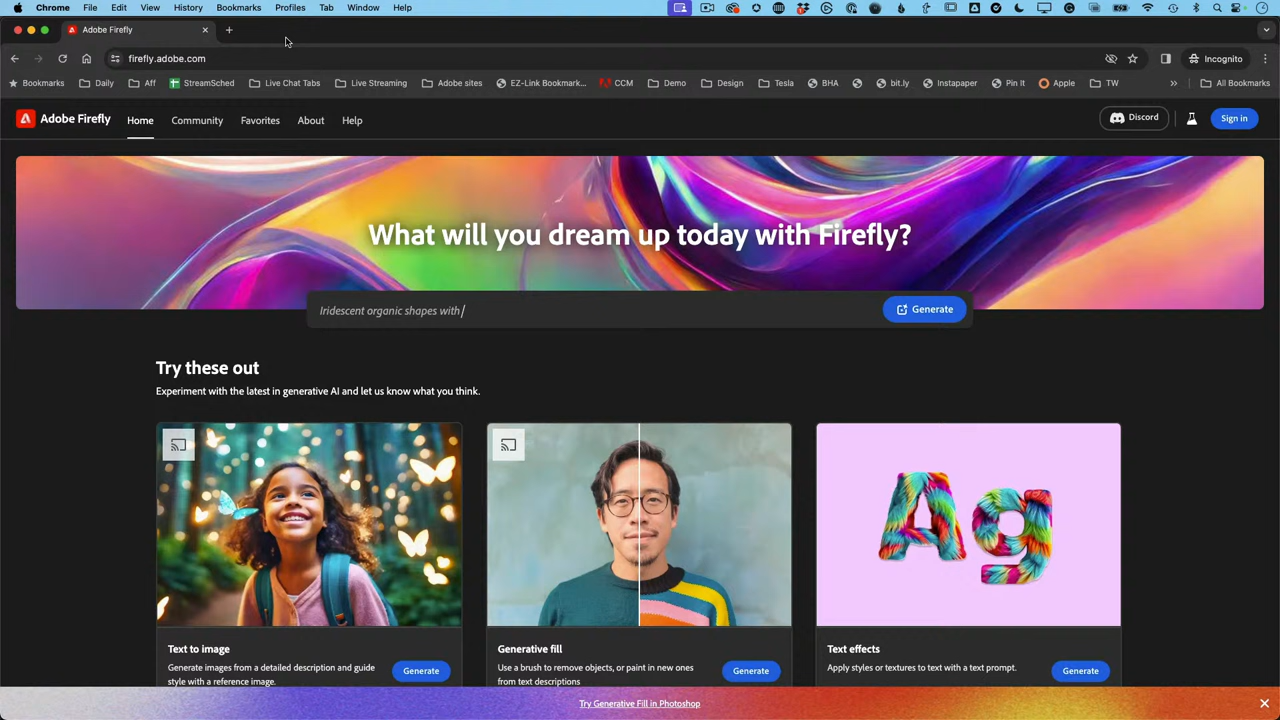 Chrome File Edit View History Bookmarks Profiles Tab Window Help
Adobe Firefly
firefly.adobe.com
Incognito
Bookmarks Daily Aff StreamSched Live Chat Tabs Live Streaming Adobe sites EZ-Link Bookmark... CCM Demo Design Tesla BHA bit.ly Instapaper Pin It Apple TW » All Bookmarks
Adobe Firefly Home Community Favorites About Help Discord Sign in
What will you dream up today with Firefly?
Iridescent organic shapes with
Generate
Try these out
Experiment with the latest in generative AI and let us know what you think.
Ag
Text to image
Generate images from a detailed description and guide
style with a reference image.
Generate
Generative fill
Use a brush to remove objects, or paint in new ones
from text descriptions
Generate
Text effects
Apply styles or textures to text with a text prompt.
Generate
Try Generative Fill in Photoshop